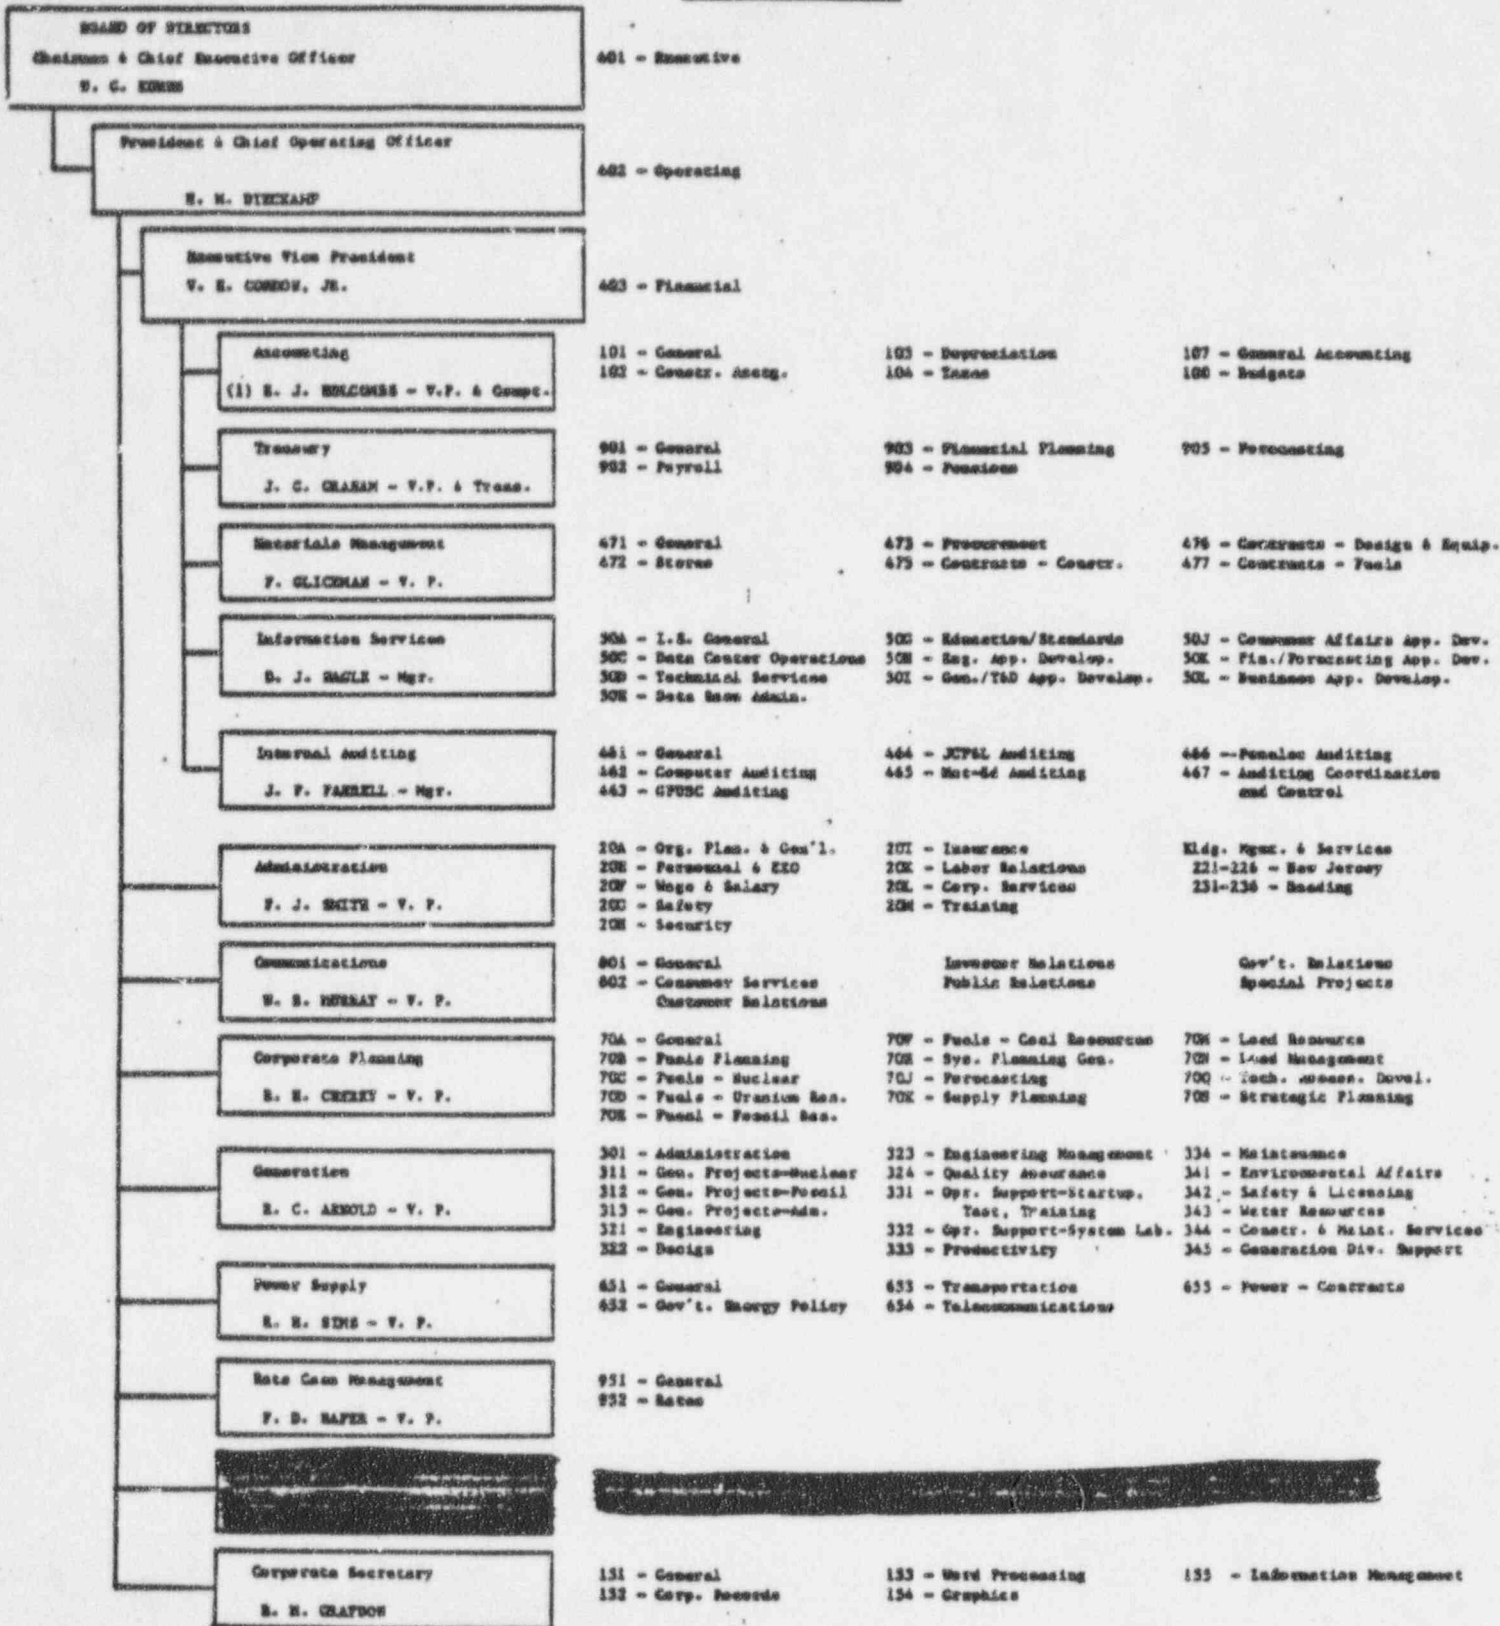 BOARD OF DIRECTORS
Chairman & Chief Executive Officer
601 - Executive
President & Chief Operating Officer
602 - Operating
H. M. DIECKAMP
Executive Vice President
V. H. CONDON, JR.
603 - Financial
Accounting
(1) E. J. HOLCOMBE - V.P. & Compt.
101 - General 103 - Depreciation 107 - General Accounting
102 - Constr. Acctg. 104 - Taxes 108 - Budgets
Treasury
J. G. GRAHAM - V.P. & Treas.
901 - General 903 - Financial Planning 905 - Forecasting
902 - Payroll 904 - Pensions
Materials Management
F. GLICKMAN - V. P.
671 - General 673 - Procurement 676 - Contracts - Design & Equip.
672 - Stores 675 - Contracts - Constr. 677 - Contracts - Fuels
Information Services
D. J. NAGLE - Mgr.
50A - I.S. General 50G - Education/Standards 50J - Consumer Affairs App. Dev.
50C - Data Center Operations 50H - Eng. App. Develop. 50K - Fin./Forecasting App. Dev.
50D - Technical Services 50I - Gen./T&D App. Develop. 50L - Business App. Develop.
50E - Data Base Admin.
Internal Auditing
J. F. FARRELL - Mgr.
461 - General 464 - JCP&L Auditing 466 - Penelec Auditing
462 - Computer Auditing 465 - Met-Ed Auditing 467 - Auditing Coordination
463 - GPUSC Auditing and Control
Administration
F. J. SMITH - V. P.
20A - Org. Plan. & Gen'l. 20I - Insurance Bldg. Mgmt. & Services
20E - Personnel & EEO 20K - Labor Relations 221-226 - New Jersey
20F - Wage & Salary 20L - Corp. Services 231-236 - Reading
20G - Safety 20M - Training
20H - Security
Communications
W. B. MURRAY - V. P.
801 - General Investor Relations Gov't. Relations
802 - Consumer Services Public Relations Special Projects
Customer Relations
Corporate Planning
B. H. CHERRY - V. P.
70A - General 70F - Fuels - Coal Resources 70M - Load Resource
70B - Fuels Planning 70H - Sys. Planning Gen. 70N - Load Management
70C - Fuels - Nuclear 70J - Forecasting 70Q - Tech. Assess. Devel.
70D - Fuels - Uranium Res. 70K - Supply Planning 70S - Strategic Planning
70E - Fuel - Fossil Res.
Generation
R. C. ARNOLD - V. P.
301 - Administration 323 - Engineering Management 334 - Maintenance
311 - Gen. Projects-Nuclear 324 - Quality Assurance 341 - Environmental Affairs
312 - Gen. Projects-Fossil 331 - Opr. Support-Startup, 342 - Safety & Licensing
313 - Gen. Projects-Adm. Test, Training 343 - Water Resources
321 - Engineering 332 - Opr. Support-System Lab. 344 - Constr. & Maint. Services
322 - Design 333 - Productivity 345 - Generation Div. Support
Power Supply
R. H. SIMS - V. P.
651 - General 653 - Transportation 655 - Power - Contracts
652 - Gov't. Energy Policy 654 - Telecommunications
Rate Case Management
F. D. HAFER - V. P.
951 - General
952 - Rates
Corporate Secretary
B. H. GRAYDON
151 - General 153 - Word Processing 155 - Information Management
152 - Corp. Records 154 - Graphics